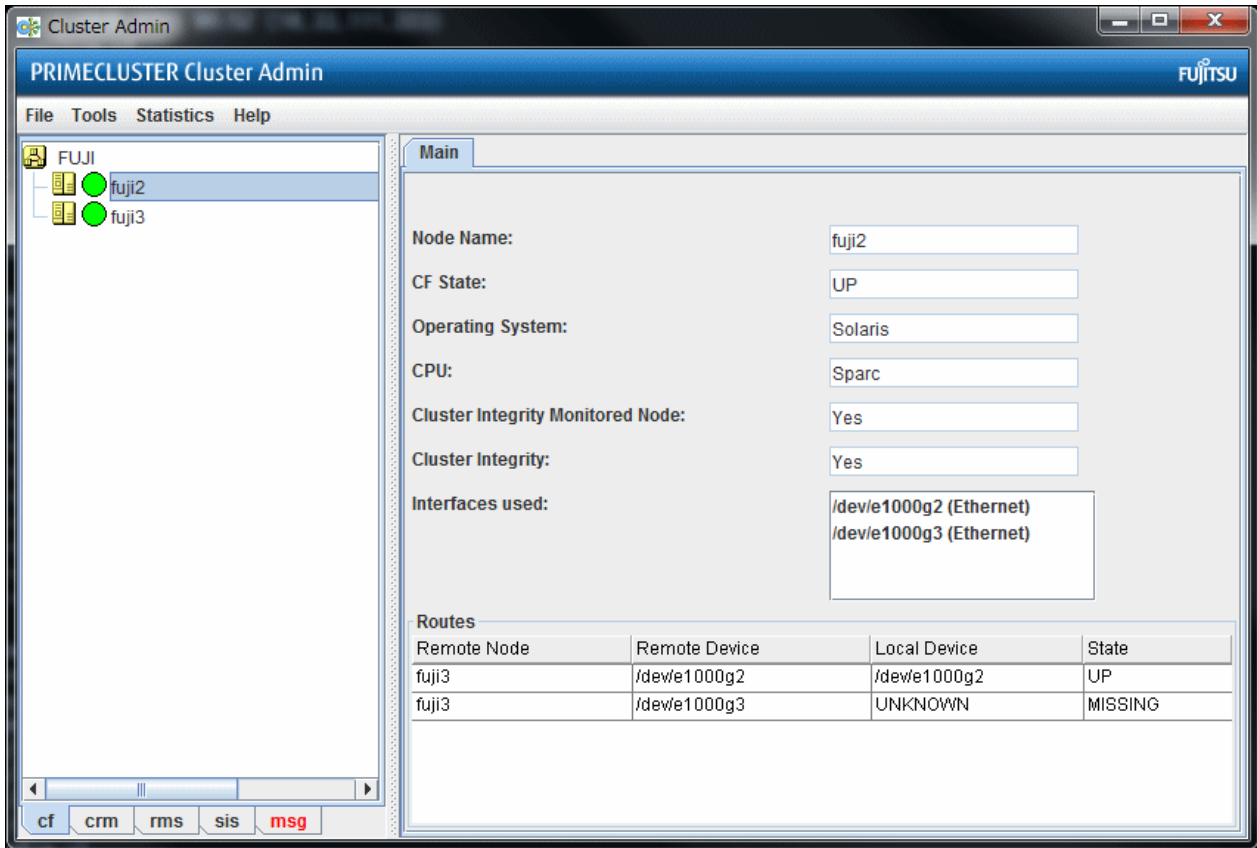 Cluster Admin
PRIMECLUSTER Cluster Admin
FUJITSU
File Tools Statistics Help
FUJI
fuji2
fuji3
Main
Node Name: fuji2
CF State: UP
Operating System: Solaris
CPU: Sparc
Cluster Integrity Monitored Node: Yes
Cluster Integrity: Yes
Interfaces used: /dev/e1000g2 (Ethernet)
/dev/e1000g3 (Ethernet)
Routes
Remote Node Remote Device Local Device State
fuji3 /dev/e1000g2 /dev/e1000g2 UP
fuji3 /dev/e1000g3 UNKNOWN MISSING
cf crm rms sis msg